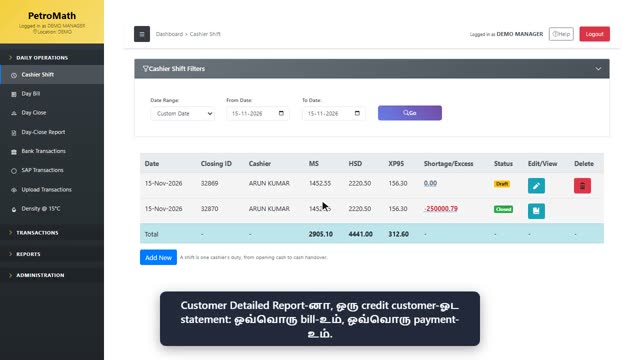 PetroMath
Logged in as DEMO MANAGER
Location: DEMO
DAILY OPERATIONS
Cashier Shift
Day Bill
Day Close
Day-Close Report
Bank Transactions
SAP Transactions
Upload Transactions
Density @ 15°C
TRANSACTIONS
REPORTS
ADMINISTRATION
Dashboard > Cashier Shift
Logged in as DEMO MANAGER
Help
Logout
Cashier Shift Filters
Date Range: From Date: To Date:
Custom Date 15-11-2026 15-11-2026 Go
Date Closing ID Cashier MS HSD XP95 Shortage/Excess Status Edit/View Delete
15-Nov-2026 32869 ARUN KUMAR 1452.55 2220.50 156.30 0.00 Draft
15-Nov-2026 32870 ARUN KUMAR 2220.50 156.30 -250000.79 Closed
Total - - 2905.10 4441.00 312.60 - - - -
Add New A shift is one cashier's duty, from opening cash to cash handover.
Customer Detailed Report-னா, ஒரு credit customer-ஓட
statement: ஒவ்வொரு bill-உம், ஒவ்வொரு payment-
உம்.